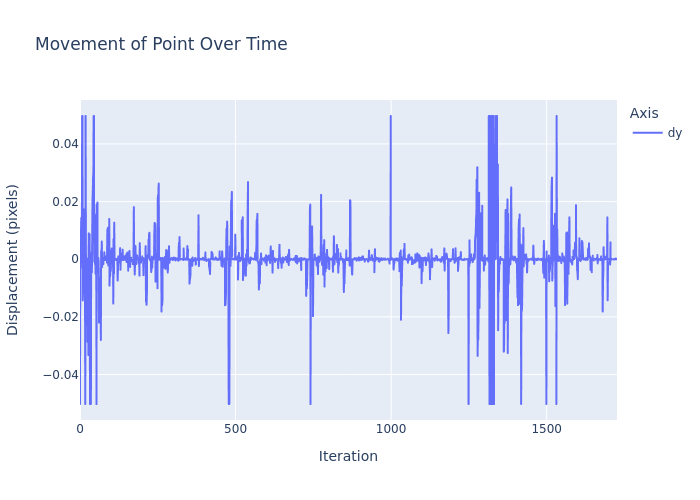 Movement of Point Over Time
Axis
dy
Displacement (pixels)
0.04
0.02
0
−0.02
−0.04
0
500
1000
1500
Iteration